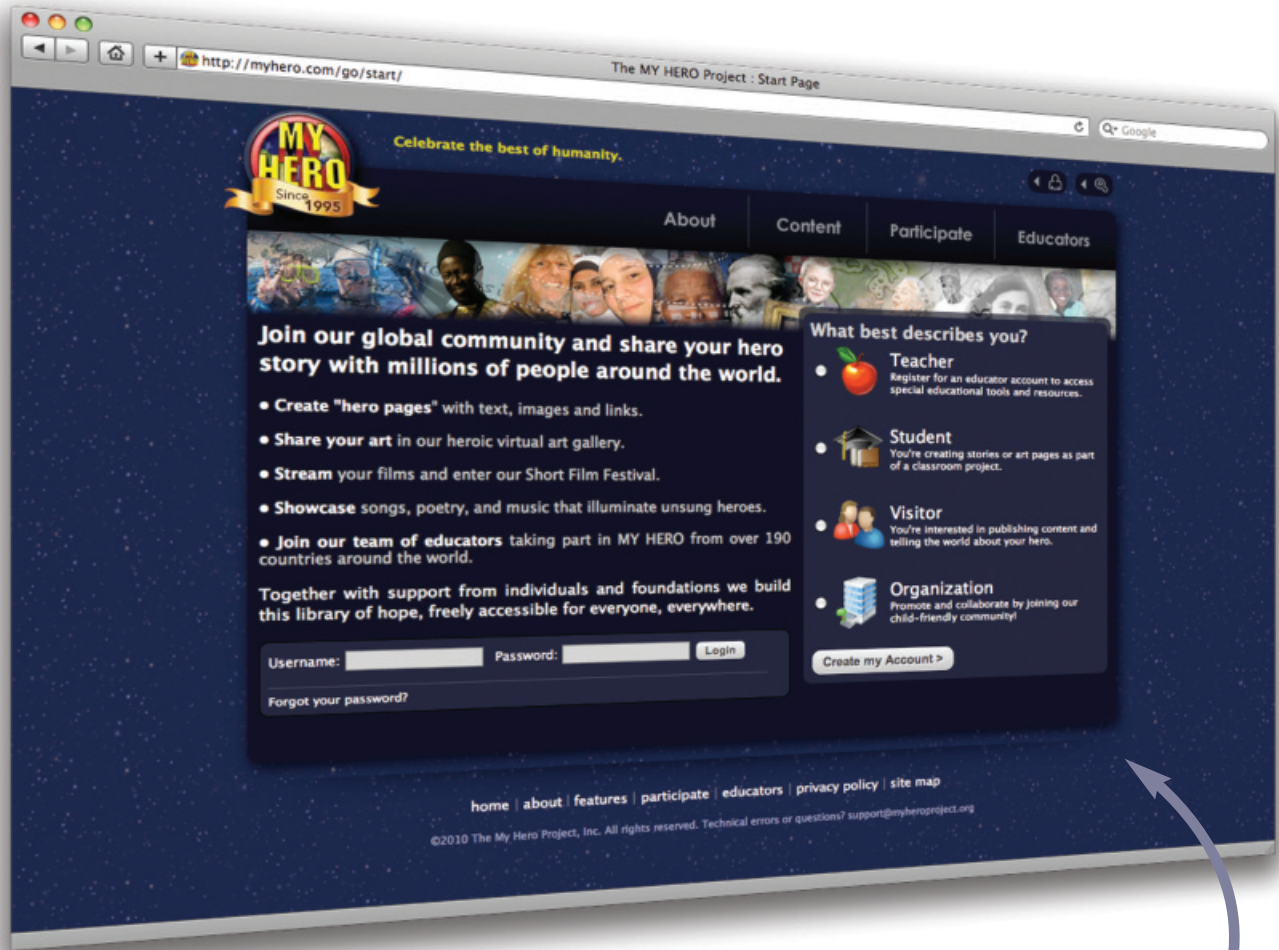 The MY HERO Project : Start Page
http://myhero.com/go/start/
Google
MY
HERO
Since
1995
Celebrate the best of humanity.
About
Content
Participate
Educators
Join our global community and share your hero
story with millions of people around the world.
• Create "hero pages" with text, images and links.
• Share your art in our heroic virtual art gallery.
• Stream your films and enter our Short Film Festival.
• Showcase songs, poetry, and music that illuminate unsung heroes.
• Join our team of educators taking part in MY HERO from over 190
countries around the world.
Together with support from individuals and foundations we build
this library of hope, freely accessible for everyone, everywhere.
Username:
Password:
Login
Forgot your password?
What best describes you?
Teacher
Register for an educator account to access
special educational tools and resources.
Student
You're creating stories or art pages as part
of a classroom project.
Visitor
You're interested in publishing content and
telling the world about your hero.
Organization
Promote and collaborate by joining our
child-friendly community!
Create my Account >
home | about | features | participate | educators | privacy policy | site map
©2010 The My Hero Project, Inc. All rights reserved. Technical errors or questions? support@myheroproject.org